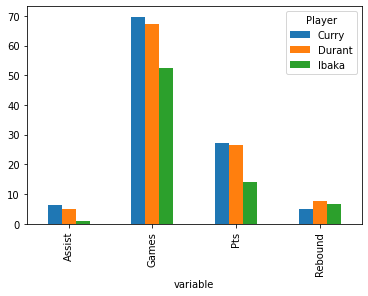 70
60
50
40
30
20
10
0
Player
Curry
Durant
Ibaka
Assist
Games
Pts
Rebound
variable